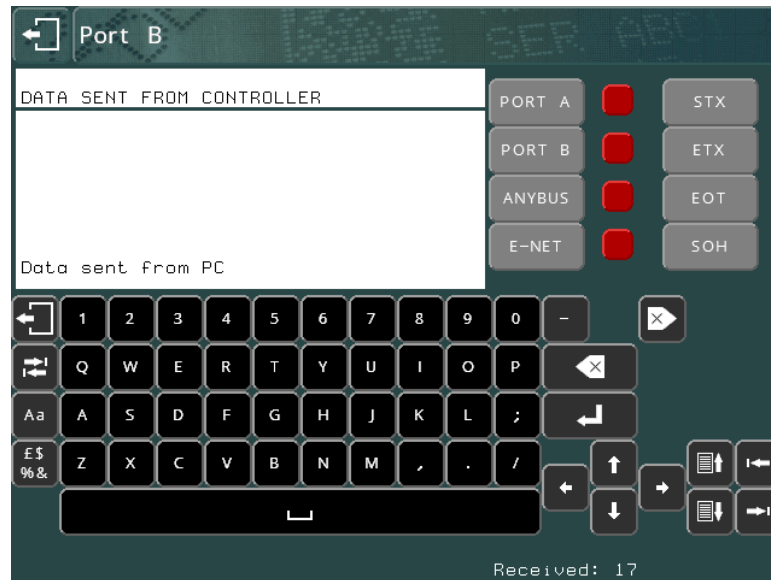 Port B
DATA SENT FROM CONTROLLER
Data sent from PC
PORT A STX
PORT B ETX
ANYBUS EOT
E-NET SOH
1 2 3 4 5 6 7 8 9 0 -
Q W E R T Y U I O P
Aa A S D F G H J K L ;
£$
%& Z X C V B N M , . /
Received: 17